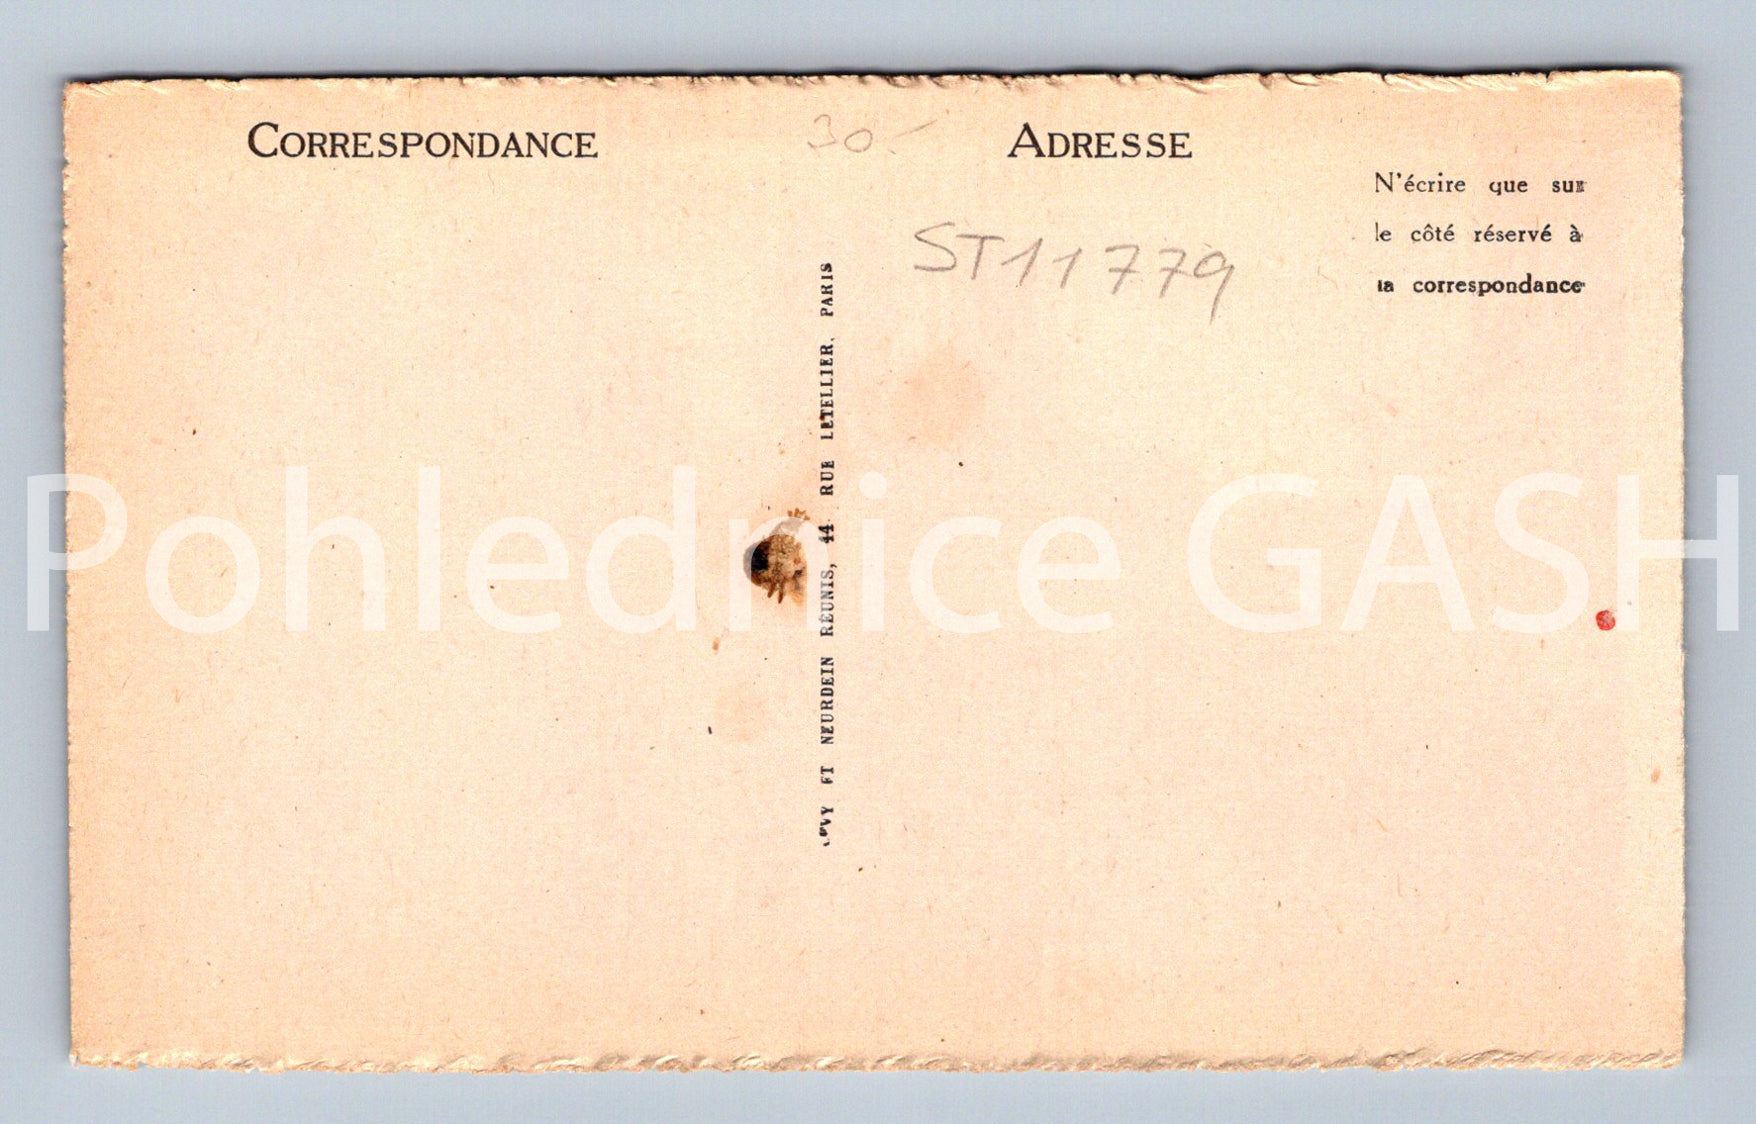 CORRESPONDANCE
30.-
ADRESSE
N'écrire que sur
le côté réservé à
la correspondance
ST11779
LÉVY ET NEURDEIN RÉUNIS, 44. RUE LETELLIER, PARIS
Pohlednice GASH